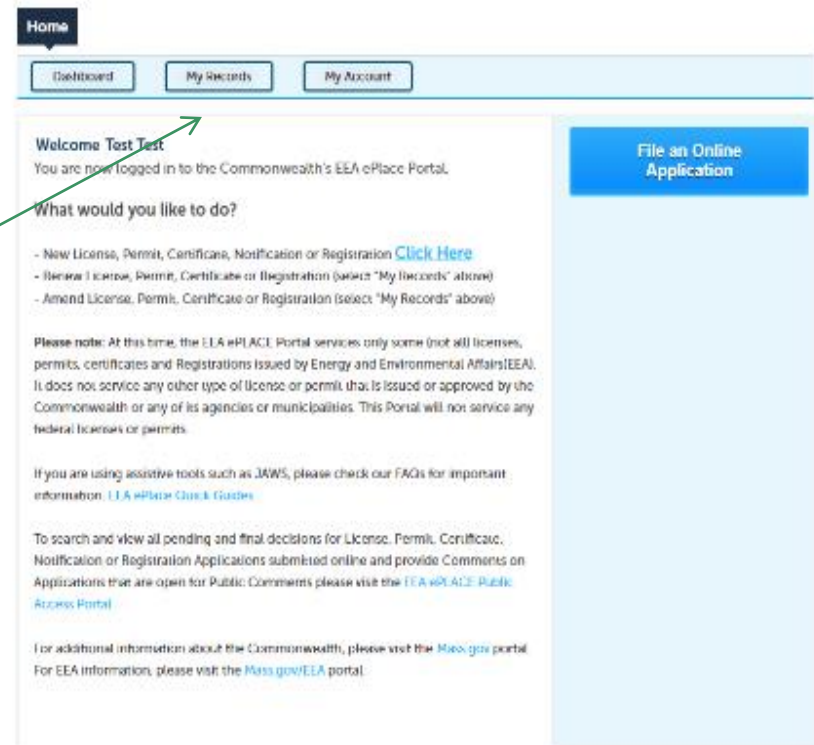 Home
Dashboard My Records My Account
Welcome Test Test
You are now logged in to the Commonwealth's EEA ePlace Portal.
What would you like to do?
- New License, Permit, Certificate, Notification or Registration Click Here
- Renew License, Permit, Certificate or Registration (select "My Records" above)
- Amend License, Permit, Certificate or Registration (select "My Records" above)
Please note: At this time, the EEA ePLACE Portal services only some (not all) licenses,
permits, certificates and Registrations issued by Energy and Environmental Affairs(EEA).
It does not service any other type of license or permit that is issued or approved by the
Commonwealth or any of its agencies or municipalities. This Portal will not service any
federal licenses or permits.
If you are using assistive tools such as JAWS, please check our FAQs for important
information. EEA ePlace Quick Guides
To search and view all pending and final decisions for License, Permit, Certificate,
Notification or Registration Applications submitted online and provide Comments on
Applications that are open for Public Comments please visit the EEA ePLACE Public
Access Portal
For additional information about the Commonwealth, please visit the Mass.gov portal
For EEA information, please visit the Mass.gov/EEA portal.
File an Online
Application